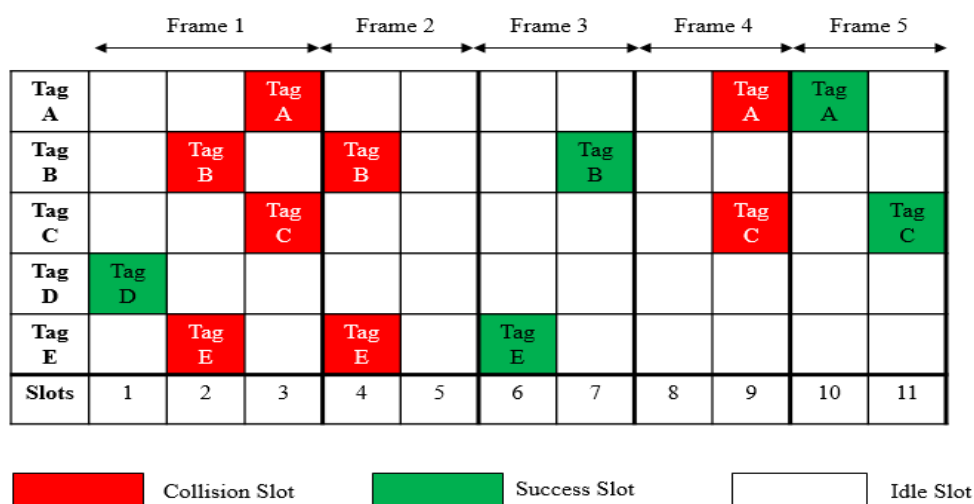 Frame 1 Frame 2 Frame 3 Frame 4 Frame 5
Tag Tag Tag Tag
A A A A
Tag Tag Tag Tag
B B B B
Tag Tag Tag Tag
C C C C
Tag Tag
D D
Tag Tag Tag Tag
E E E E
Slots 1 2 3 4 5 6 7 8 9 10 11
Collision Slot Success Slot Idle Slot